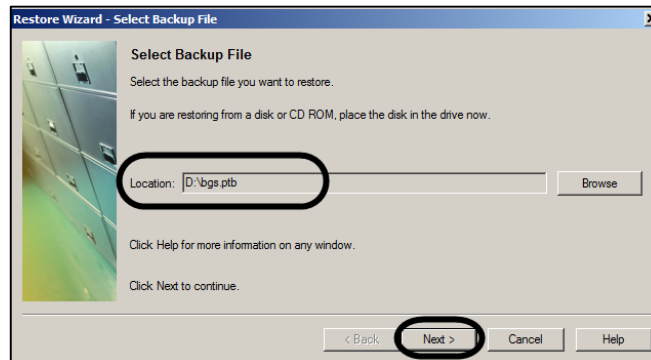 Restore Wizard - Select Backup File
Select Backup File
Select the backup file you want to restore.
If you are restoring from a disk or CD ROM, place the disk in the drive now.
Location: D:\bgs.ptb Browse
Click Help for more information on any window.
Click Next to continue.
< Back Next > Cancel Help